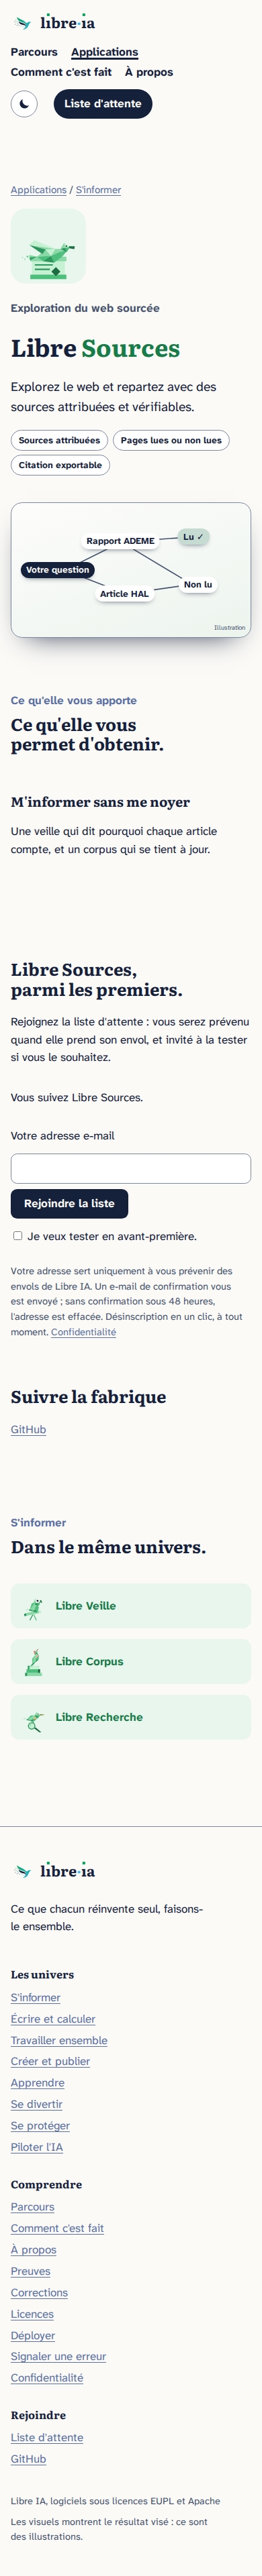 libre·ia
Parcours Applications
Comment c'est fait À propos
Liste d'attente
Applications / S'informer
Exploration du web sourcée
Libre Sources
Explorez le web et repartez avec des
sources attribuées et vérifiables.
Sources attribuées Pages lues ou non lues
Citation exportable
Rapport ADEME Lu ✓
Votre question
Article HAL Non lu
Illustration
Ce qu'elle vous apporte
Ce qu'elle vous
permet d'obtenir.
M'informer sans me noyer
Une veille qui dit pourquoi chaque article
compte, et un corpus qui se tient à jour.
Libre Sources,
parmi les premiers.
Rejoignez la liste d'attente : vous serez prévenu
quand elle prend son envol, et invité à la tester
si vous le souhaitez.
Vous suivez Libre Sources.
Votre adresse e-mail
Rejoindre la liste
Je veux tester en avant-première.
Votre adresse sert uniquement à vous prévenir des
envols de Libre IA. Un e-mail de confirmation vous
est envoyé ; sans confirmation sous 48 heures,
l'adresse est effacée. Désinscription en un clic, à tout
moment. Confidentialité
Suivre la fabrique
GitHub
S'informer
Dans le même univers.
Libre Veille
Libre Corpus
Libre Recherche
libre·ia
Ce que chacun réinvente seul, faisons-
le ensemble.
Les univers
S'informer
Écrire et calculer
Travailler ensemble
Créer et publier
Apprendre
Se divertir
Se protéger
Piloter l'IA
Comprendre
Parcours
Comment c'est fait
À propos
Preuves
Corrections
Licences
Déployer
Signaler une erreur
Confidentialité
Rejoindre
Liste d'attente
GitHub
Libre IA, logiciels sous licences EUPL et Apache
Les visuels montrent le résultat visé : ce sont
des illustrations.